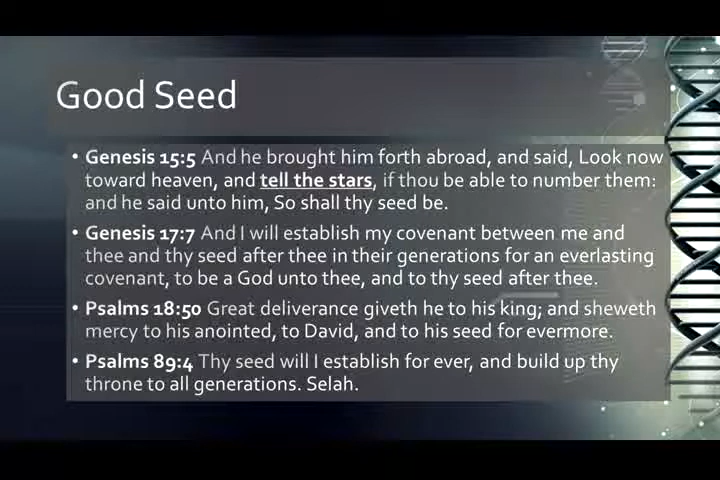 Good Seed
• Genesis 15:5 And he brought him forth abroad, and said, Look now
toward heaven, and tell the stars, if thou be able to number them:
and he said unto him, So shall thy seed be.
• Genesis 17:7 And I will establish my covenant between me and
thee and thy seed after thee in their generations for an everlasting
covenant, to be a God unto thee, and to thy seed after thee.
• Psalms 18:50 Great deliverance giveth he to his king; and sheweth
mercy to his anointed, to David, and to his seed for evermore.
• Psalms 89:4 Thy seed will I establish for ever, and build up thy
throne to all generations. Selah.